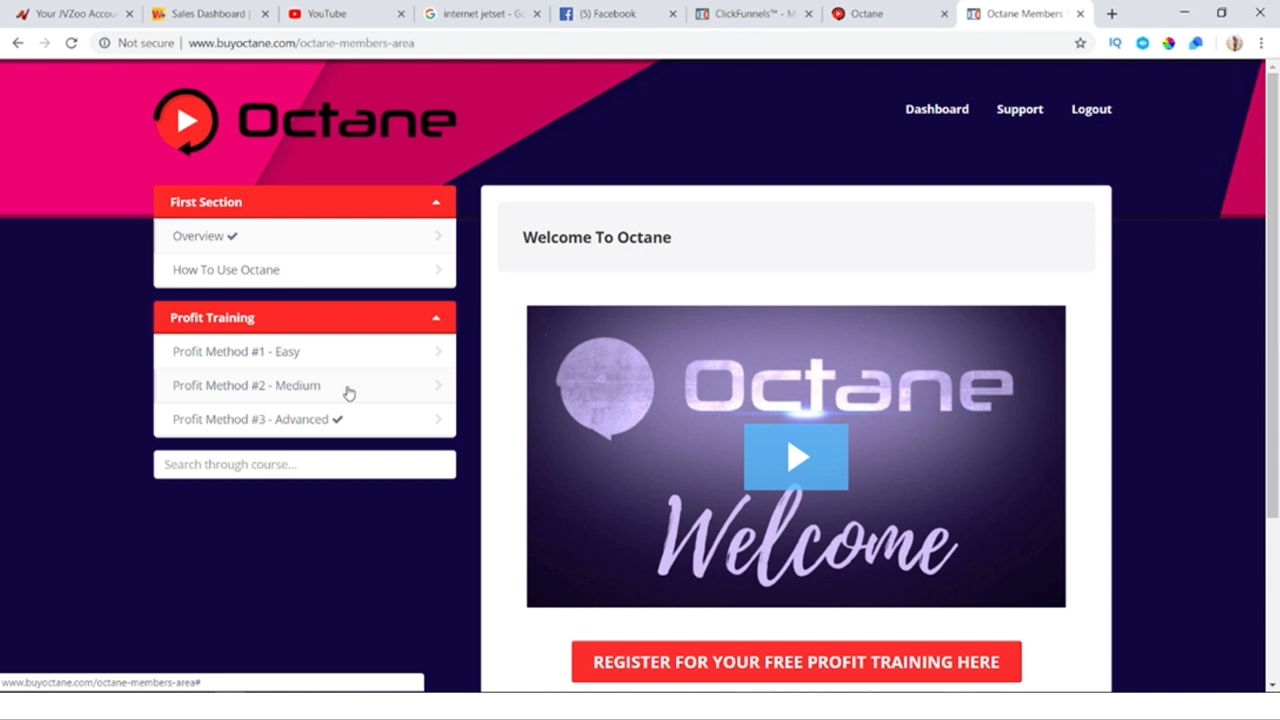 Your JVZoo Accou
Sales Dashboard |
YouTube
internet jetset - Go
(5) Facebook
ClickFunnels™ - M
Octane
Octane Members
Not secure | www.buyoctane.com/octane-members-area
IQ
Octane
Dashboard
Support
Logout
First Section
Overview
How To Use Octane
Profit Training
Profit Method #1 - Easy
Profit Method #2 - Medium
Profit Method #3 - Advanced
Search through course...
Welcome To Octane
Octane
Welcome
REGISTER FOR YOUR FREE PROFIT TRAINING HERE
www.buyoctane.com/octane-members-area#